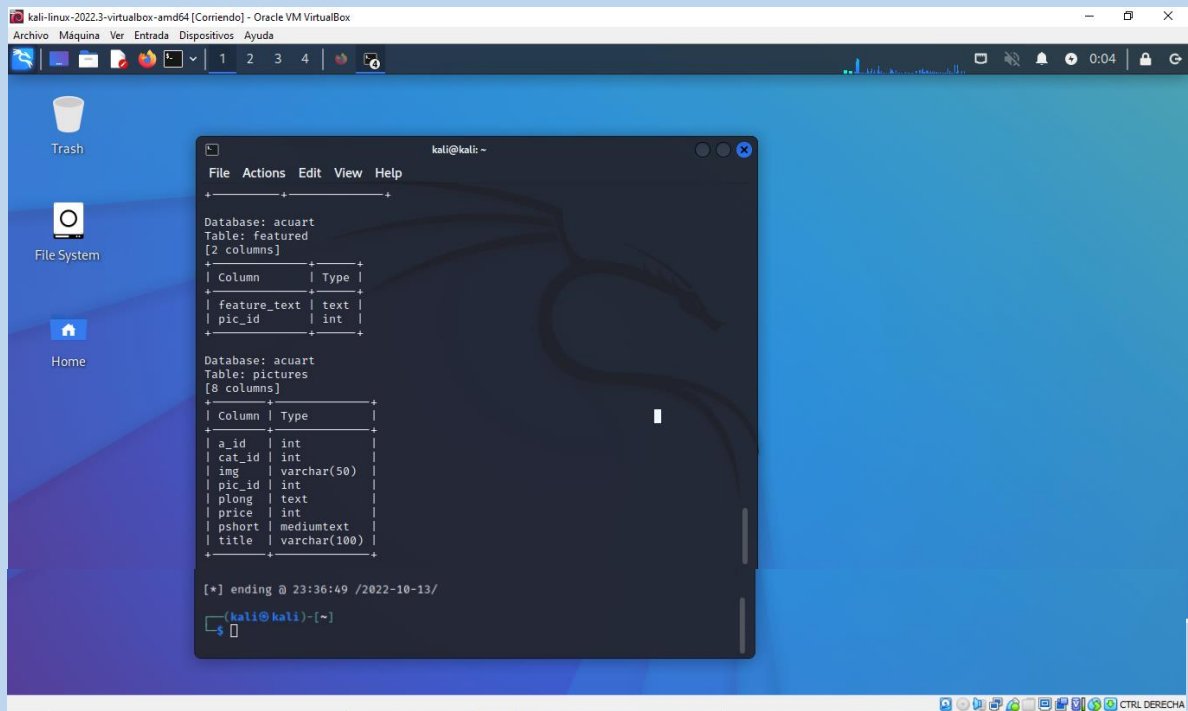 kali-linux-2022.3-virtualbox-amd64 [Corriendo] - Oracle VM VirtualBox
Archivo Máquina Ver Entrada Dispositivos Ayuda
1 2 3 4 0:04
Trash
File System
Home
kali@kali: ~
File Actions Edit View Help
Database: acuart
Table: featured
[2 columns]
| Column | Type |
| feature_text | text |
| pic_id | int |
Database: acuart
Table: pictures
[8 columns]
| Column | Type |
| a_id | int |
| cat_id | int |
| img | varchar(50) |
| pic_id | int |
| plong | text |
| price | int |
| pshort | mediumtext |
| title | varchar(100) |
[*] ending @ 23:36:49 /2022-10-13/
(kali㉿kali)-[~]
$
CTRL DERECHA